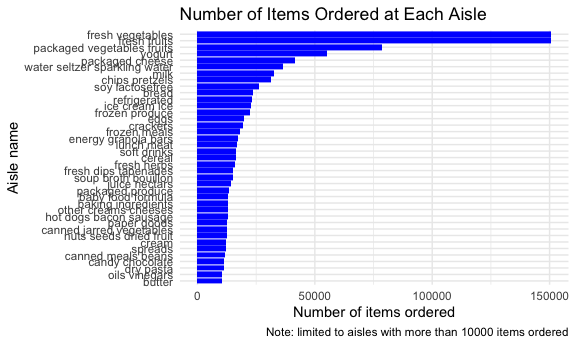 Number of Items Ordered at Each Aisle
Aisle name
fresh vegetables
fresh fruits
packaged vegetables fruits
yogurt
packaged cheese
water seltzer sparkling water
milk
chips pretzels
soy lactosefree
bread
refrigerated
ice cream ice
frozen produce
eggs
crackers
frozen meals
energy granola bars
lunch meat
soft drinks
cereal
fresh herbs
fresh dips tapenades
soup broth bouillon
juice nectars
packaged produce
baby food formula
baking ingredients
other creams cheeses
hot dogs bacon sausage
paper goods
canned jarred vegetables
nuts seeds dried fruit
cream
spreads
canned meals beans
candy chocolate
dry pasta
oils vinegars
butter
0 50000 100000 150000
Number of items ordered
Note: limited to aisles with more than 10000 items ordered